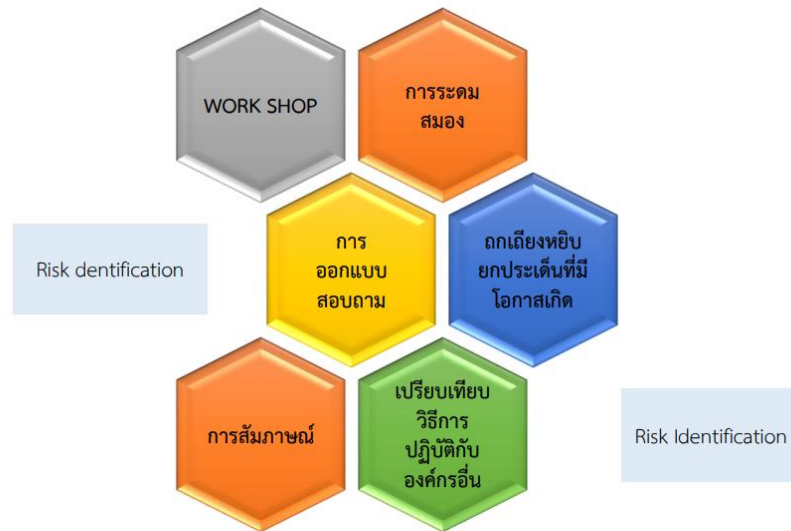 WORK SHOP
การระดม
สมอง
Risk dentification
การ
ออกแบบ
สอบถาม
ถกเถียงหยิบ
ยกประเด็นที่มี
โอกาสเกิด
การสัมภาษณ์
เปรียบเทียบ
วิธีการ
ปฏิบัติกับ
องค์กรอื่น
Risk Identification